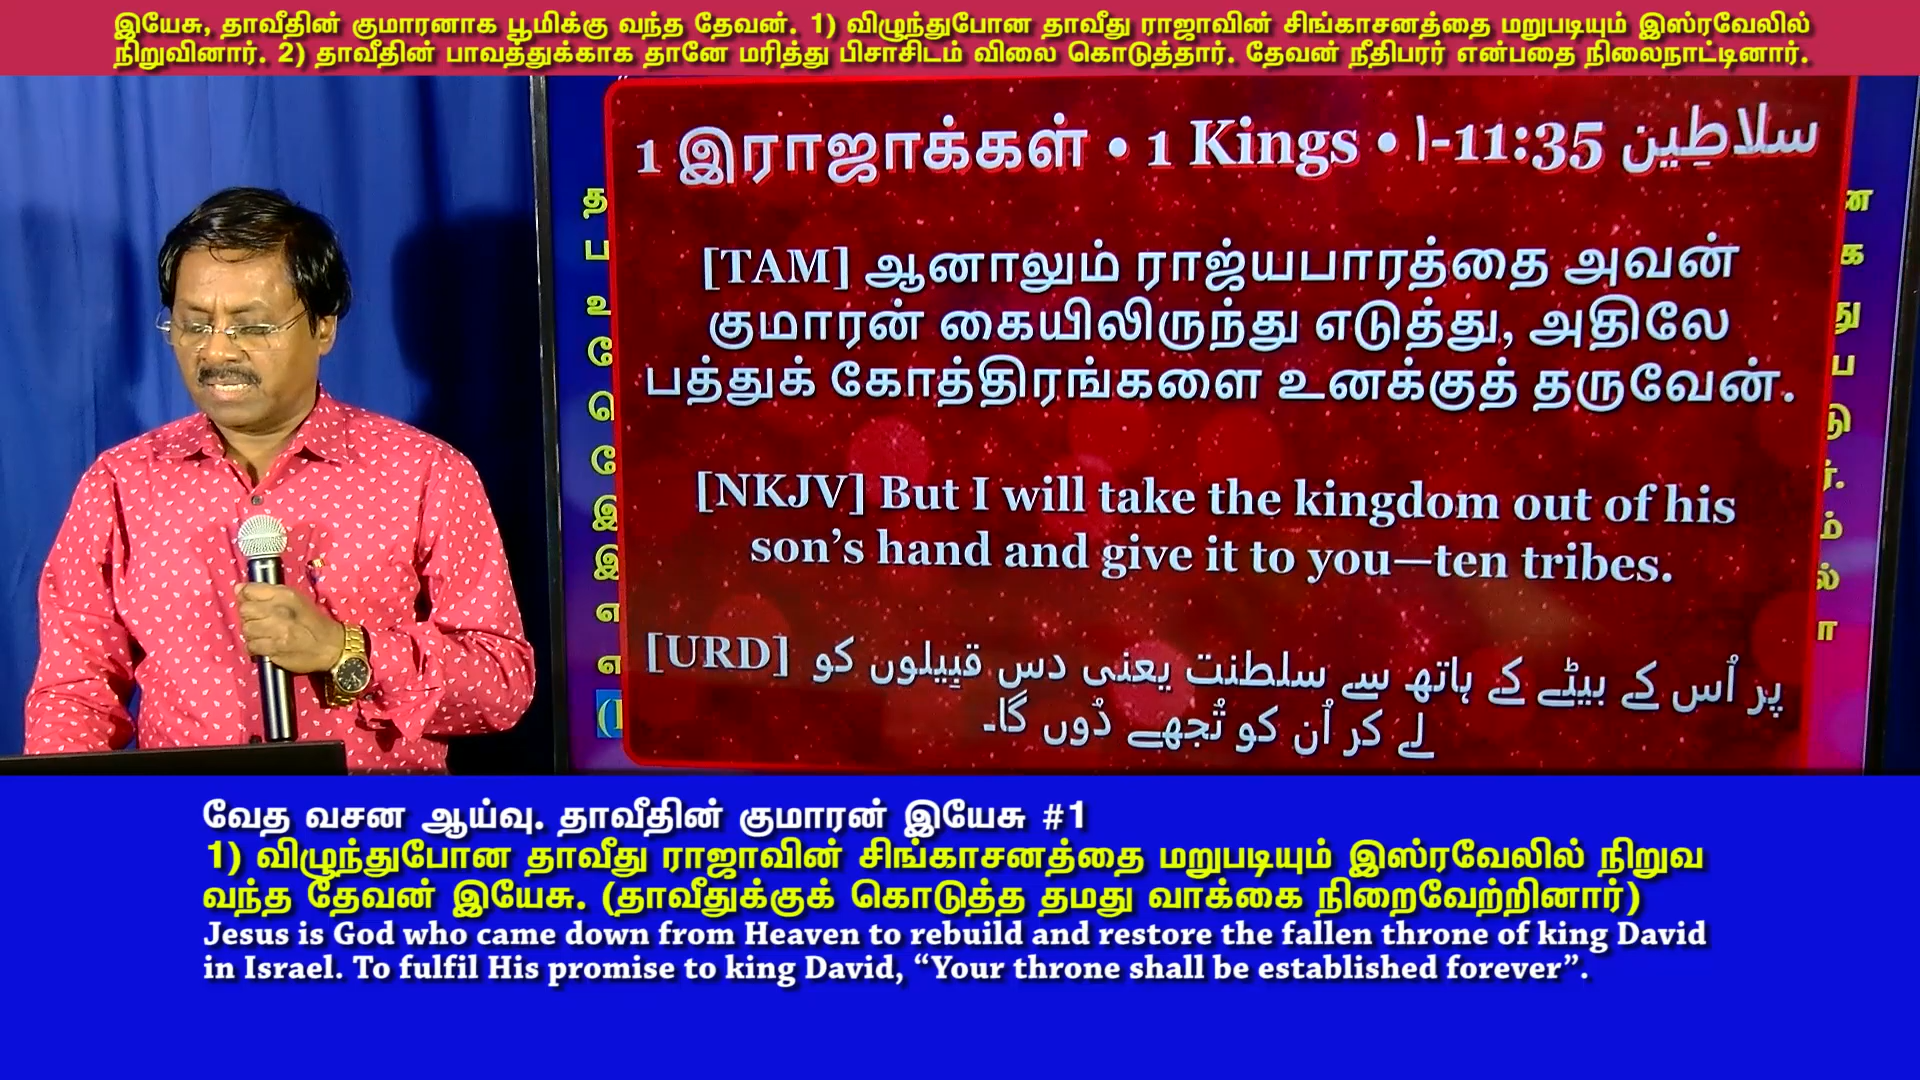 இயேசு, தாவீதின் குமாரனாக பூமிக்கு வந்த தேவன். 1) விழுந்துபோன தாவீது ராஜாவின் சிங்காசனத்தை மறுபடியும் இஸ்ரவேலில்
நிறுவினார். 2) தாவீதின் பாவத்துக்காக தானே மரித்து பிசாசிடம் விலை கொடுத்தார். தேவன் நீதிபரர் என்பதை நிலைநாட்டினார்.
1 இராஜாக்கள் • 1 Kings • ۱-سلاطِین 11:35
[TAM] ஆனாலும் ராஜ்யபாரத்தை அவன்
குமாரன் கையிலிருந்து எடுத்து, அதிலே
பத்துக் கோத்திரங்களை உனக்குத் தருவேன்.
[NKJV] But I will take the kingdom out of his
son’s hand and give it to you—ten tribes.
[URD] پر اُس کے بیٹے کے ہاتھ سے سلطنت یعنی دس قبِیلوں کو
لے کر اُن کو تُجھے دُوں گا۔
வேத வசன ஆய்வு. தாவீதின் குமாரன் இயேசு #1
1) விழுந்துபோன தாவீது ராஜாவின் சிங்காசனத்தை மறுபடியும் இஸ்ரவேலில் நிறுவ
வந்த தேவன் இயேசு. (தாவீதுக்குக் கொடுத்த தமது வாக்கை நிறைவேற்றினார்)
Jesus is God who came down from Heaven to rebuild and restore the fallen throne of king David
in Israel. To fulfil His promise to king David, “Your throne shall be established forever”.